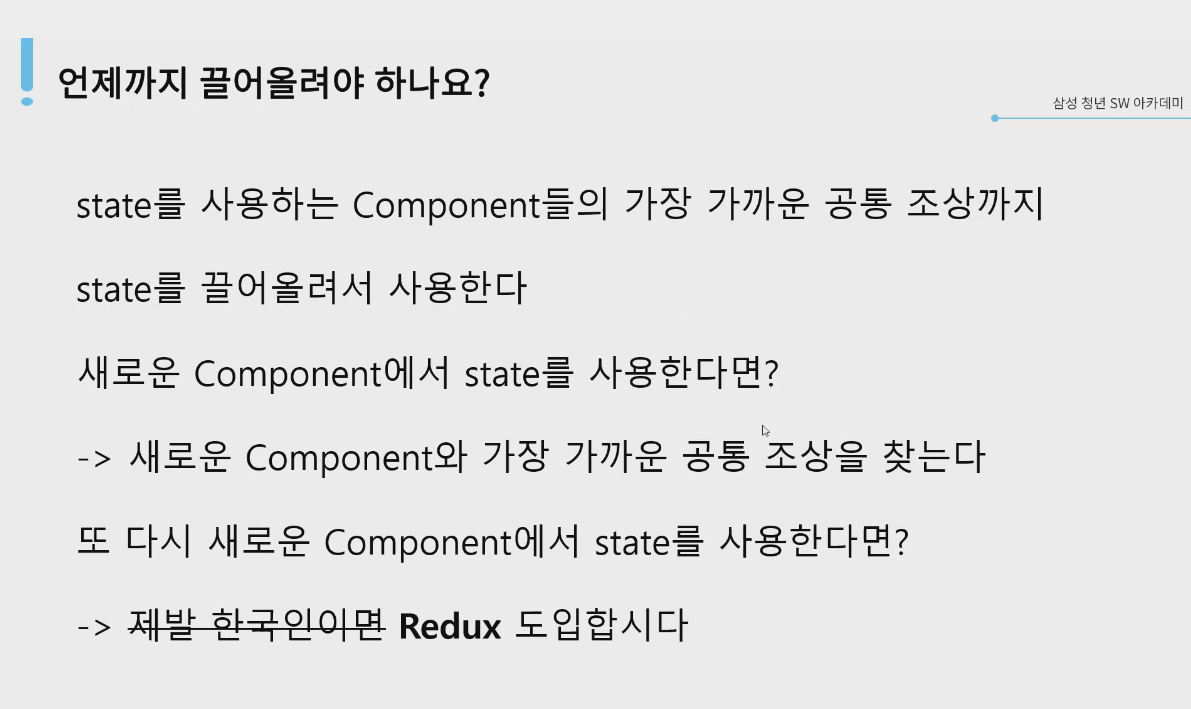 언제까지 끌어올려야 하나요?
삼성 청년 SW 아카데미
state를 사용하는 Component들의 가장 가까운 공통 조상까지
state를 끌어올려서 사용한다
새로운 Component에서 state를 사용한다면?
-> 새로운 Component와 가장 가까운 공통 조상을 찾는다
또 다시 새로운 Component에서 state를 사용한다면?
-> 제발 한국인이면 Redux 도입합시다